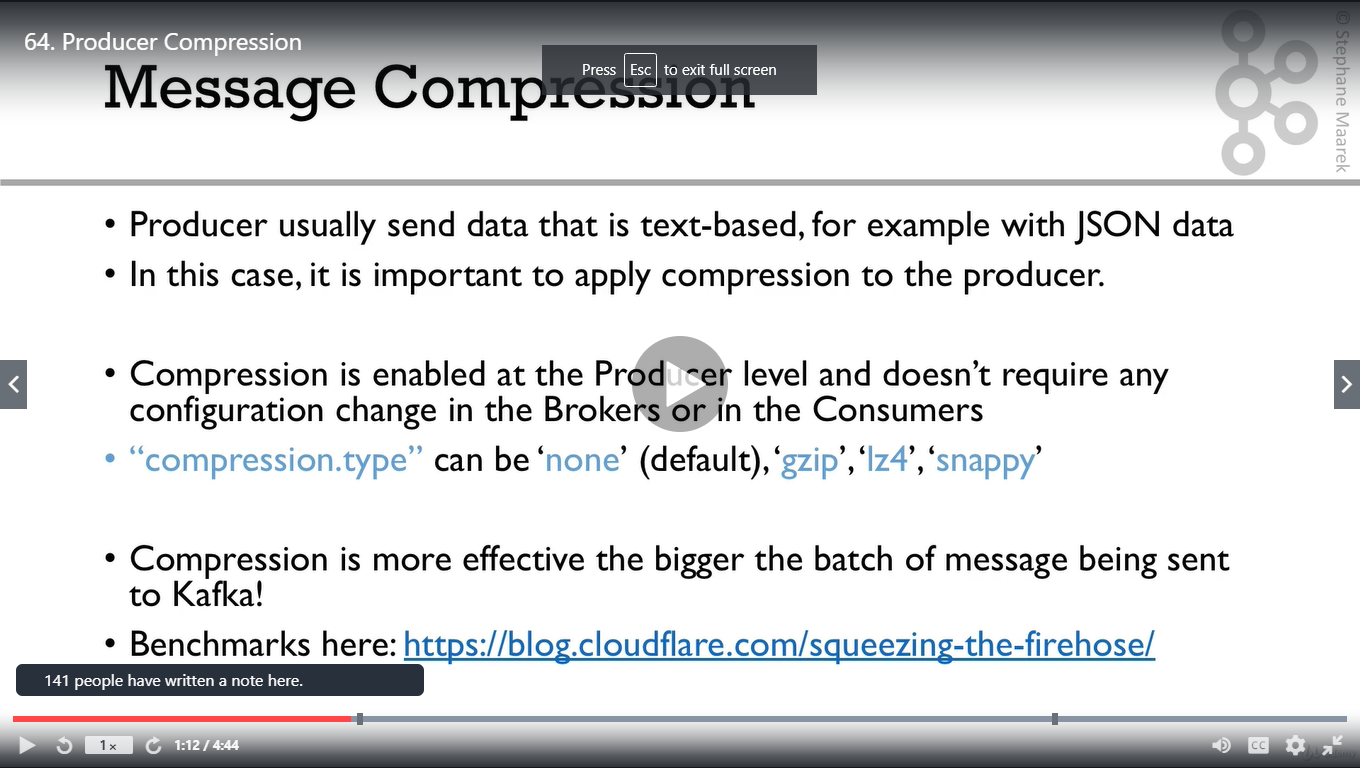 64. Producer Compression
Press Esc to exit full screen
Message Compression
© Stephane Maarek
• Producer usually send data that is text-based, for example with JSON data
• In this case, it is important to apply compression to the producer.
• Compression is enabled at the Producer level and doesn’t require any
configuration change in the Brokers or in the Consumers
• “compression.type” can be ‘none’ (default), ‘gzip’, ‘lz4’, ‘snappy’
• Compression is more effective the bigger the batch of message being sent
to Kafka!
• Benchmarks here: https://blog.cloudflare.com/squeezing-the-firehose/
141 people have written a note here.
1 x
1:12 / 4:44
CC